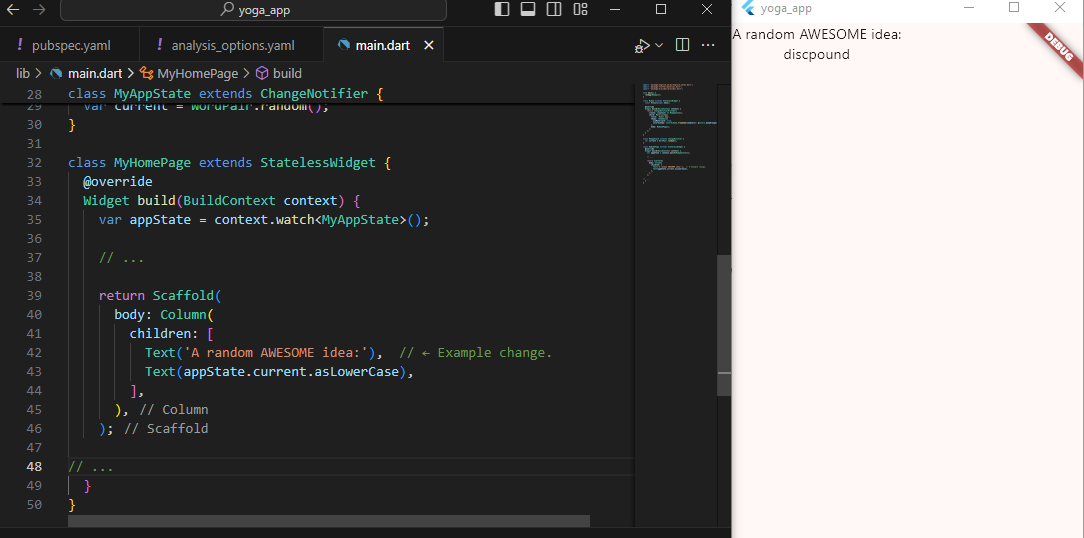 yoga_app
pubspec.yaml
analysis_options.yaml
main.dart
lib > main.dart > MyHomePage > build
28 class MyAppState extends ChangeNotifier {
29 var current = WordPair.random();
30 }
31
32 class MyHomePage extends StatelessWidget {
33 @override
34 Widget build(BuildContext context) {
35 var appState = context.watch<MyAppState>();
36
37 // ...
38
39 return Scaffold(
40 body: Column(
41 children: [
42 Text('A random AWESOME idea:'), // ← Example change.
43 Text(appState.current.asLowerCase),
44 ],
45 ), // Column
46 ); // Scaffold
47
48 // ...
49 }
50 }
yoga_app
A random AWESOME idea:
discpound
DEBUG